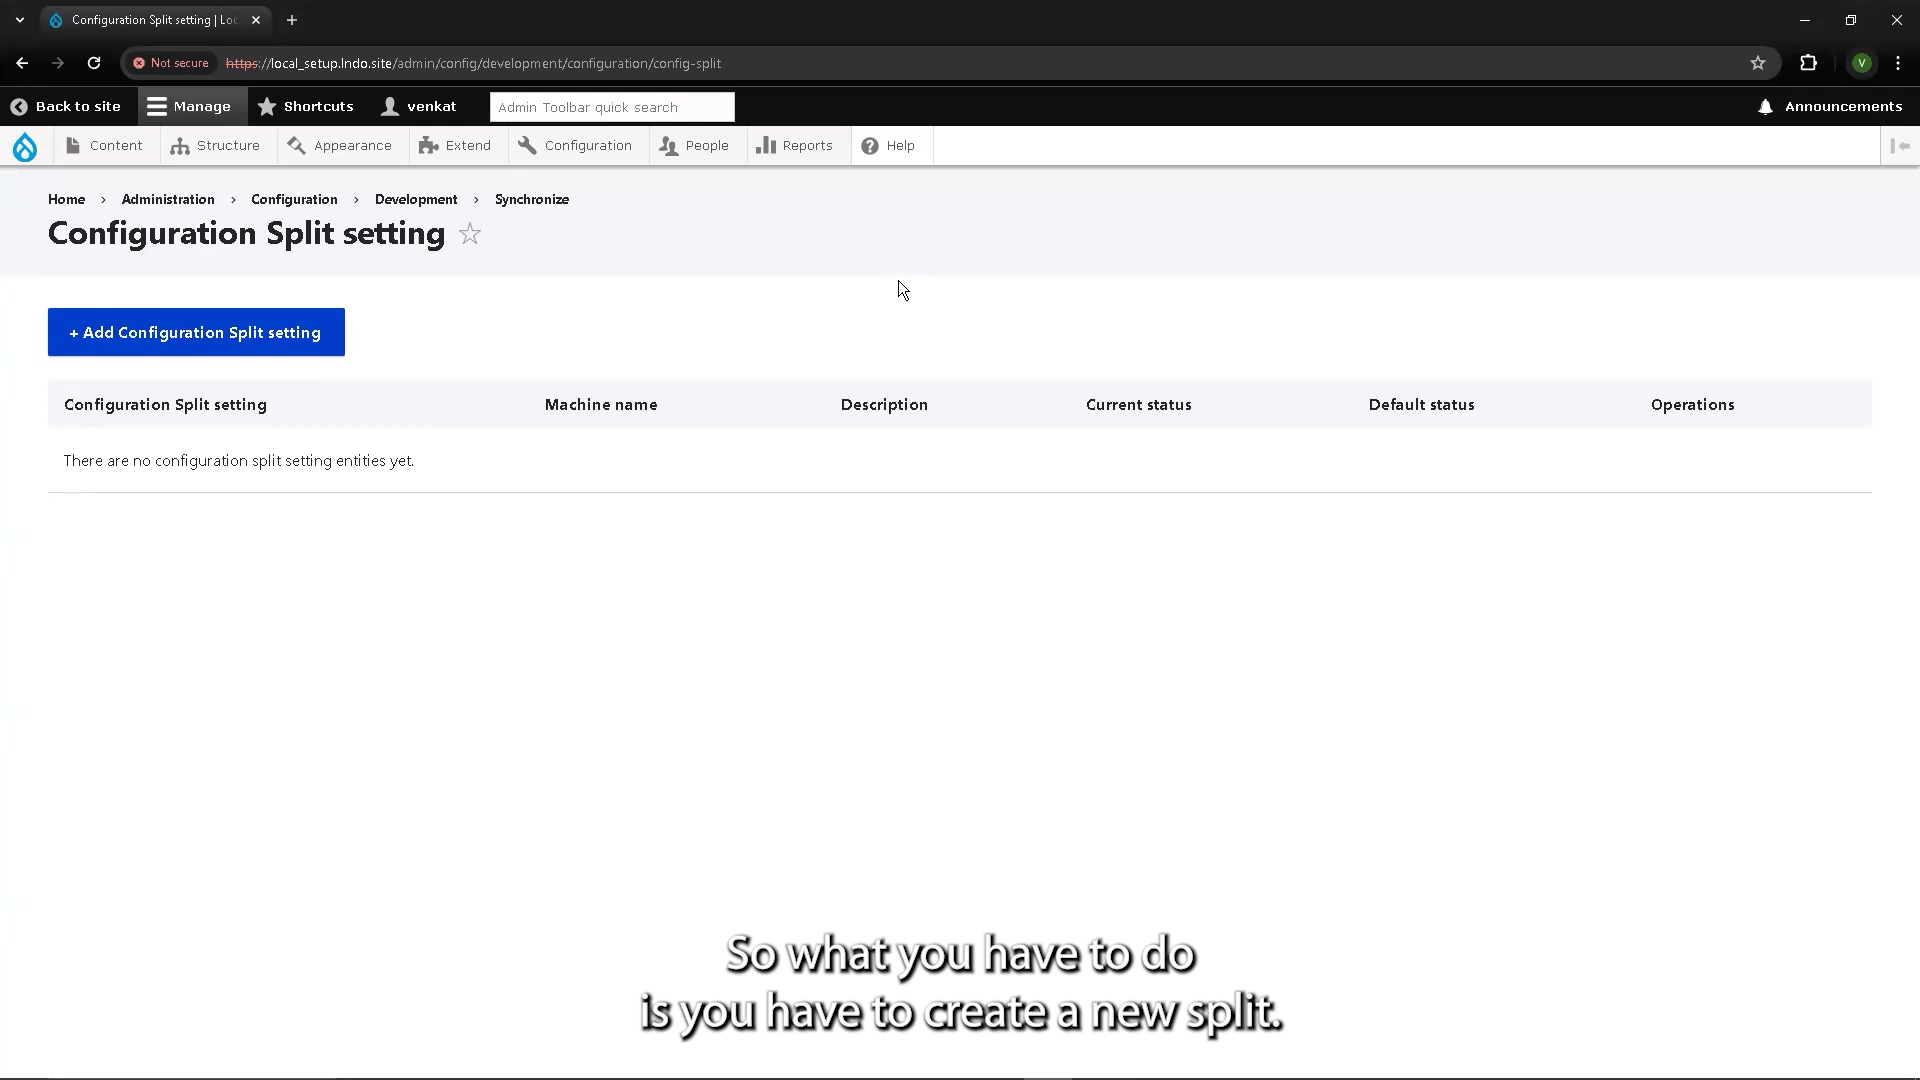 Configuration Split setting | Loc
Not secure
https://local_setup.lndo.site/admin/config/development/configuration/config-split
V
Back to site
Manage
Shortcuts
venkat
Admin Toolbar quick search
Announcements
Content
Structure
Appearance
Extend
Configuration
People
Reports
Help
Home › Administration › Configuration › Development › Synchronize
Configuration Split setting
+ Add Configuration Split setting
Configuration Split setting Machine name Description Current status Default status Operations
There are no configuration split setting entities yet.
So what you have to do
is you have to create a new split.